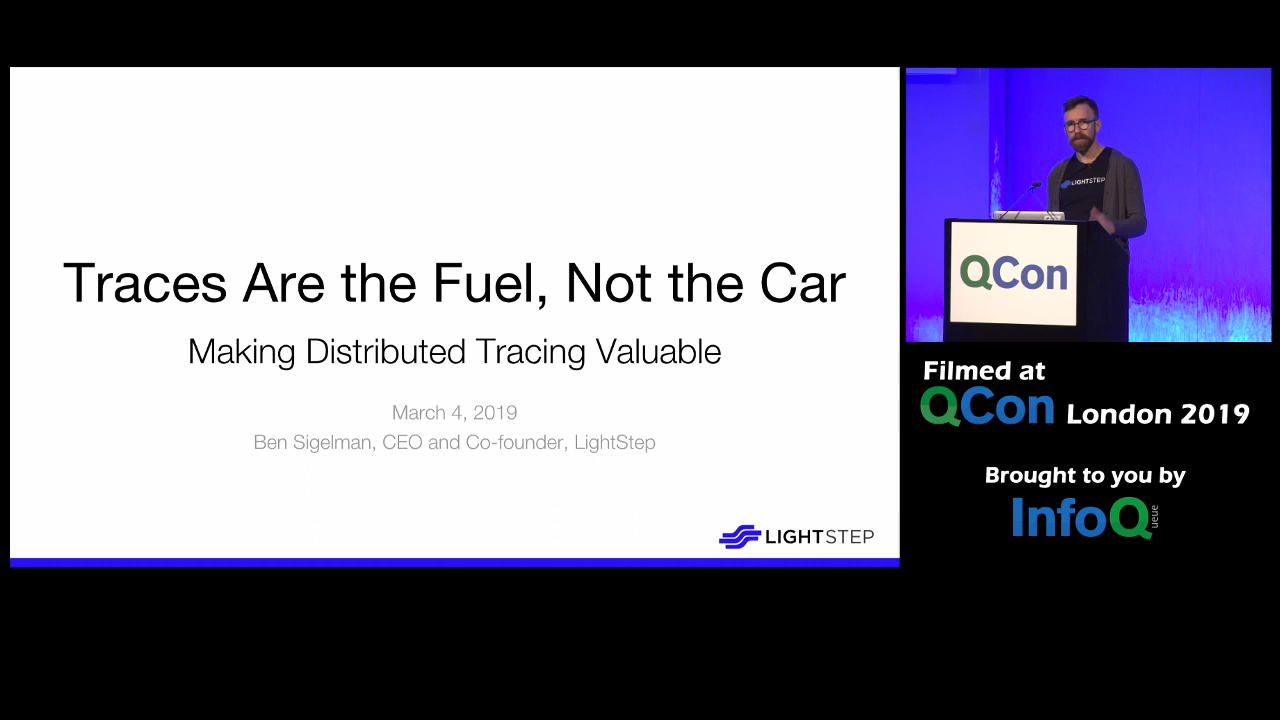 Traces Are the Fuel, Not the Car
Making Distributed Tracing Valuable
March 4, 2019
Ben Sigelman, CEO and Co-founder, LightStep
LIGHTSTEP
LIGHTSTEP
QCon
Filmed at
QCon London 2019
Brought to you by
InfoQ
ueue